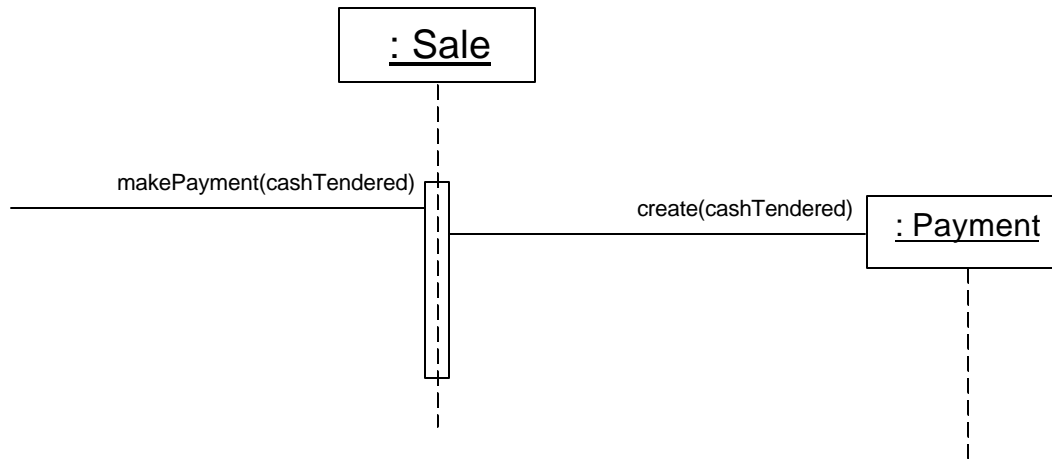 : Sale
makePayment(cashTendered)
create(cashTendered)
: Payment